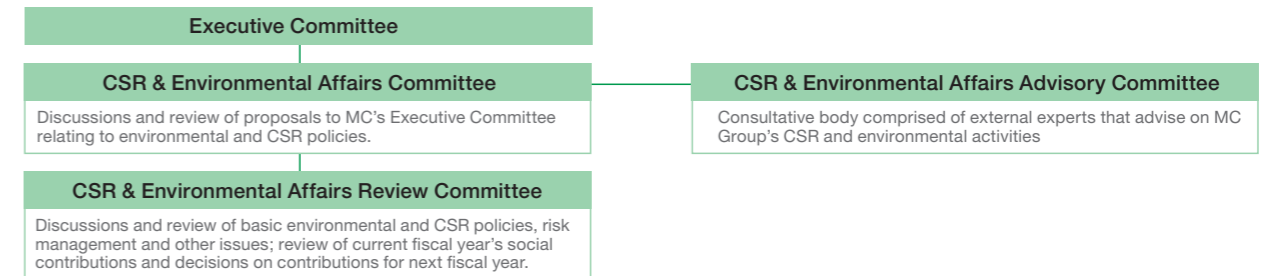 Executive Committee
CSR & Environmental Affairs Committee
Discussions and review of proposals to MC's Executive Committee
relating to environmental and CSR policies.
CSR & Environmental Affairs Advisory Committee
Consultative body comprised of external experts that advise on MC
Group's CSR and environmental activities
CSR & Environmental Affairs Review Committee
Discussions and review of basic environmental and CSR policies, risk
management and other issues; review of current fiscal year's social
contributions and decisions on contributions for next fiscal year.